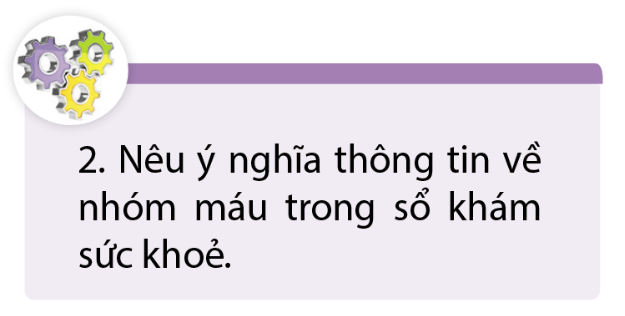 2. Nêu ý nghĩa thông tin về
nhóm máu trong sổ khám
sức khoẻ.